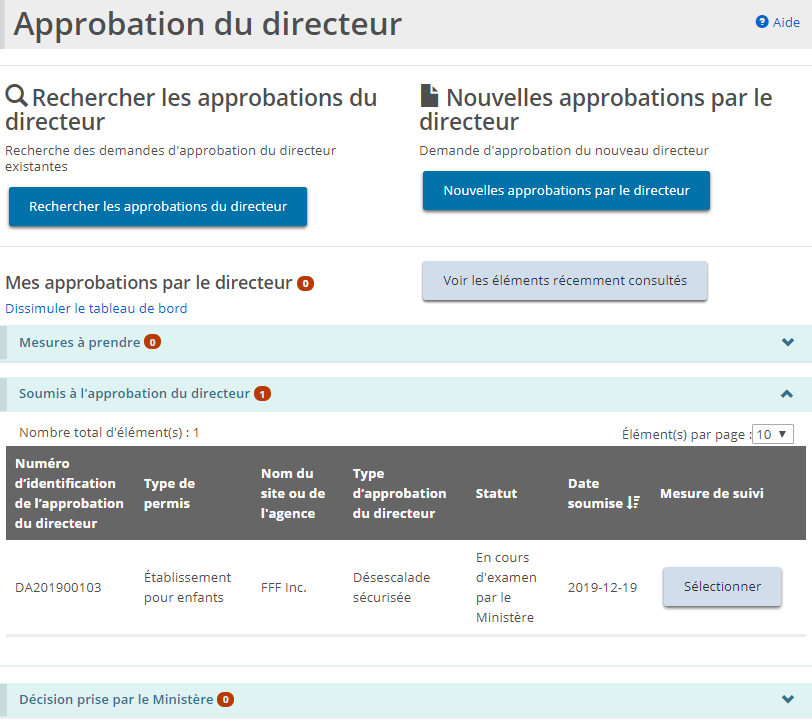 Approbation du directeur
Aide
Rechercher les approbations du
directeur
Recherche des demandes d'approbation du directeur
existantes
Rechercher les approbations du directeur
Nouvelles approbations par le
directeur
Demande d'approbation du nouveau directeur
Nouvelles approbations par le directeur
Mes approbations par le directeur 0
Dissimuler le tableau de bord
Voir les éléments récemment consultés
Mesures à prendre 0
Soumis à l'approbation du directeur 1
Nombre total d'élément(s) : 1
Élément(s) par page : 10
Numéro
d’identification
de l’approbation
du directeur
Type de
permis
Nom du
site ou de
l'agence
Type
d’approbation
du directeur
Statut
Date
soumise
Mesure de suivi
DA201900103
Établissement
pour enfants
FFF Inc.
Désescalade
sécurisée
En cours
d'examen
par le
Ministère
2019-12-19
Sélectionner
Décision prise par le Ministère 0